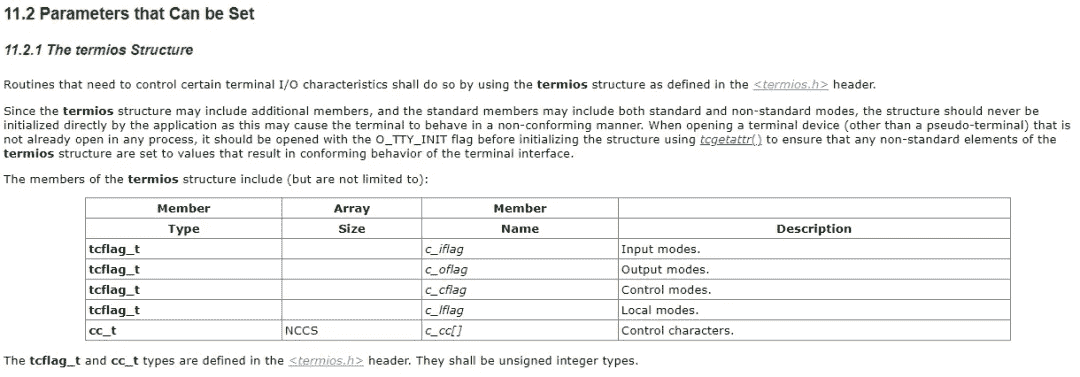 11.2 Parameters that Can be Set
11.2.1 The termios Structure
Routines that need to control certain terminal I/O characteristics shall do so by using the termios structure as defined in the <termios.h> header.
Since the termios structure may include additional members, and the standard members may include both standard and non-standard modes, the structure should never be
initialized directly by the application as this may cause the terminal to behave in a non-conforming manner. When opening a terminal device (other than a pseudo-terminal) that is
not already open in any process, it should be opened with the O_TTY_INIT flag before initializing the structure using tcgetattr() to ensure that any non-standard elements of the
termios structure are set to values that result in conforming behavior of the terminal interface.
The members of the termios structure include (but are not limited to):
Member Array Member
Type Size Name Description
tcflag_t c_iflag Input modes.
tcflag_t c_oflag Output modes.
tcflag_t c_cflag Control modes.
tcflag_t c_lflag Local modes.
cc_t NCCS c_cc[] Control characters.
The tcflag_t and cc_t types are defined in the <termios.h> header. They shall be unsigned integer types.